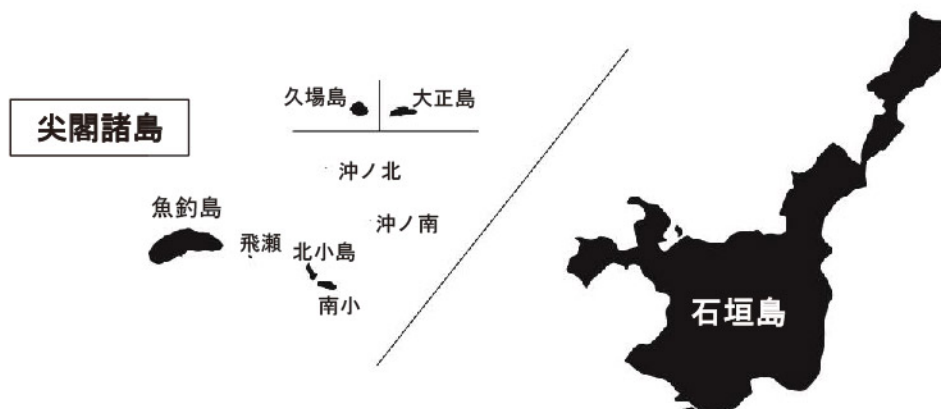 尖閣諸島
久場島
大正島
沖ノ北
沖ノ南
魚釣島
飛瀬
北小島
南小
石垣島